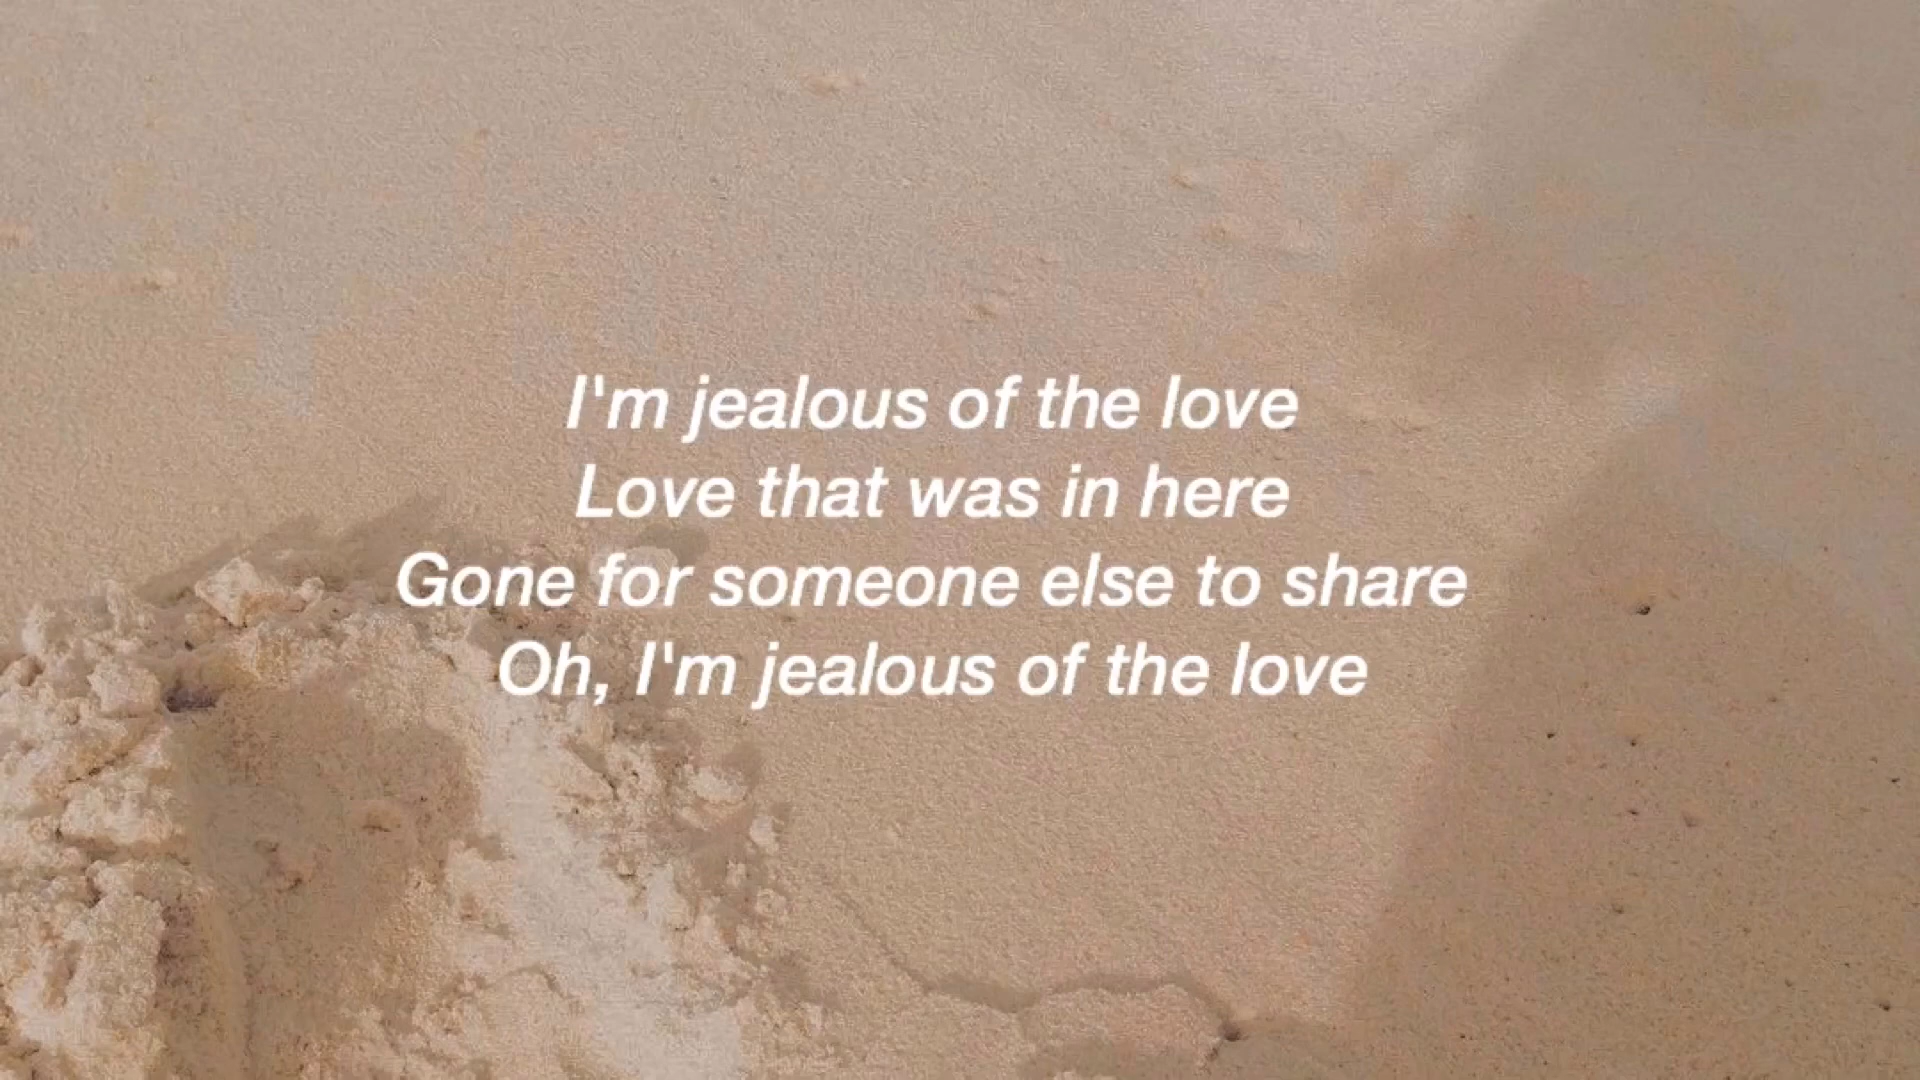 I'm jealous of the love
Love that was in here
Gone for someone else to share
Oh, I'm jealous of the love